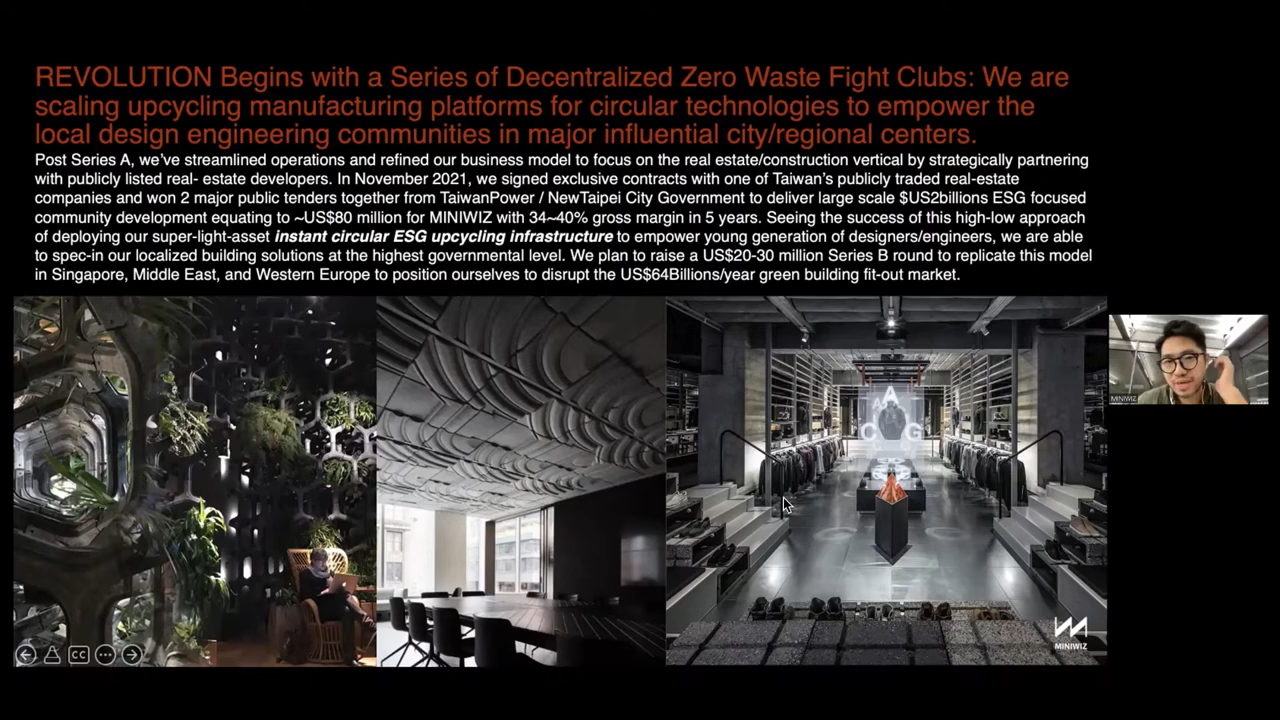 REVOLUTION Begins with a Series of Decentralized Zero Waste Fight Clubs: We are
scaling upcycling manufacturing platforms for circular technologies to empower the
local design engineering communities in major influential city/regional centers.
Post Series A, we've streamlined operations and refined our business model to focus on the real estate/construction vertical by strategically partnering
with publicly listed real- estate developers. In November 2021, we signed exclusive contracts with one of Taiwan's publicly traded real-estate
companies and won 2 major public tenders together from TaiwanPower / NewTaipei City Government to deliver large scale $US2billions ESG focused
community development equating to ~US$80 million for MINIWIZ with 34~40% gross margin in 5 years. Seeing the success of this high-low approach
of deploying our super-light-asset instant circular ESG upcycling infrastructure to empower young generation of designers/engineers, we are able
to spec-in our localized building solutions at the highest governmental level. We plan to raise a US$20-30 million Series B round to replicate this model
in Singapore, Middle East, and Western Europe to position ourselves to disrupt the US$64Billions/year green building fit-out market.
MINIWIZ
A
A
C G
CC
MINIWIZ